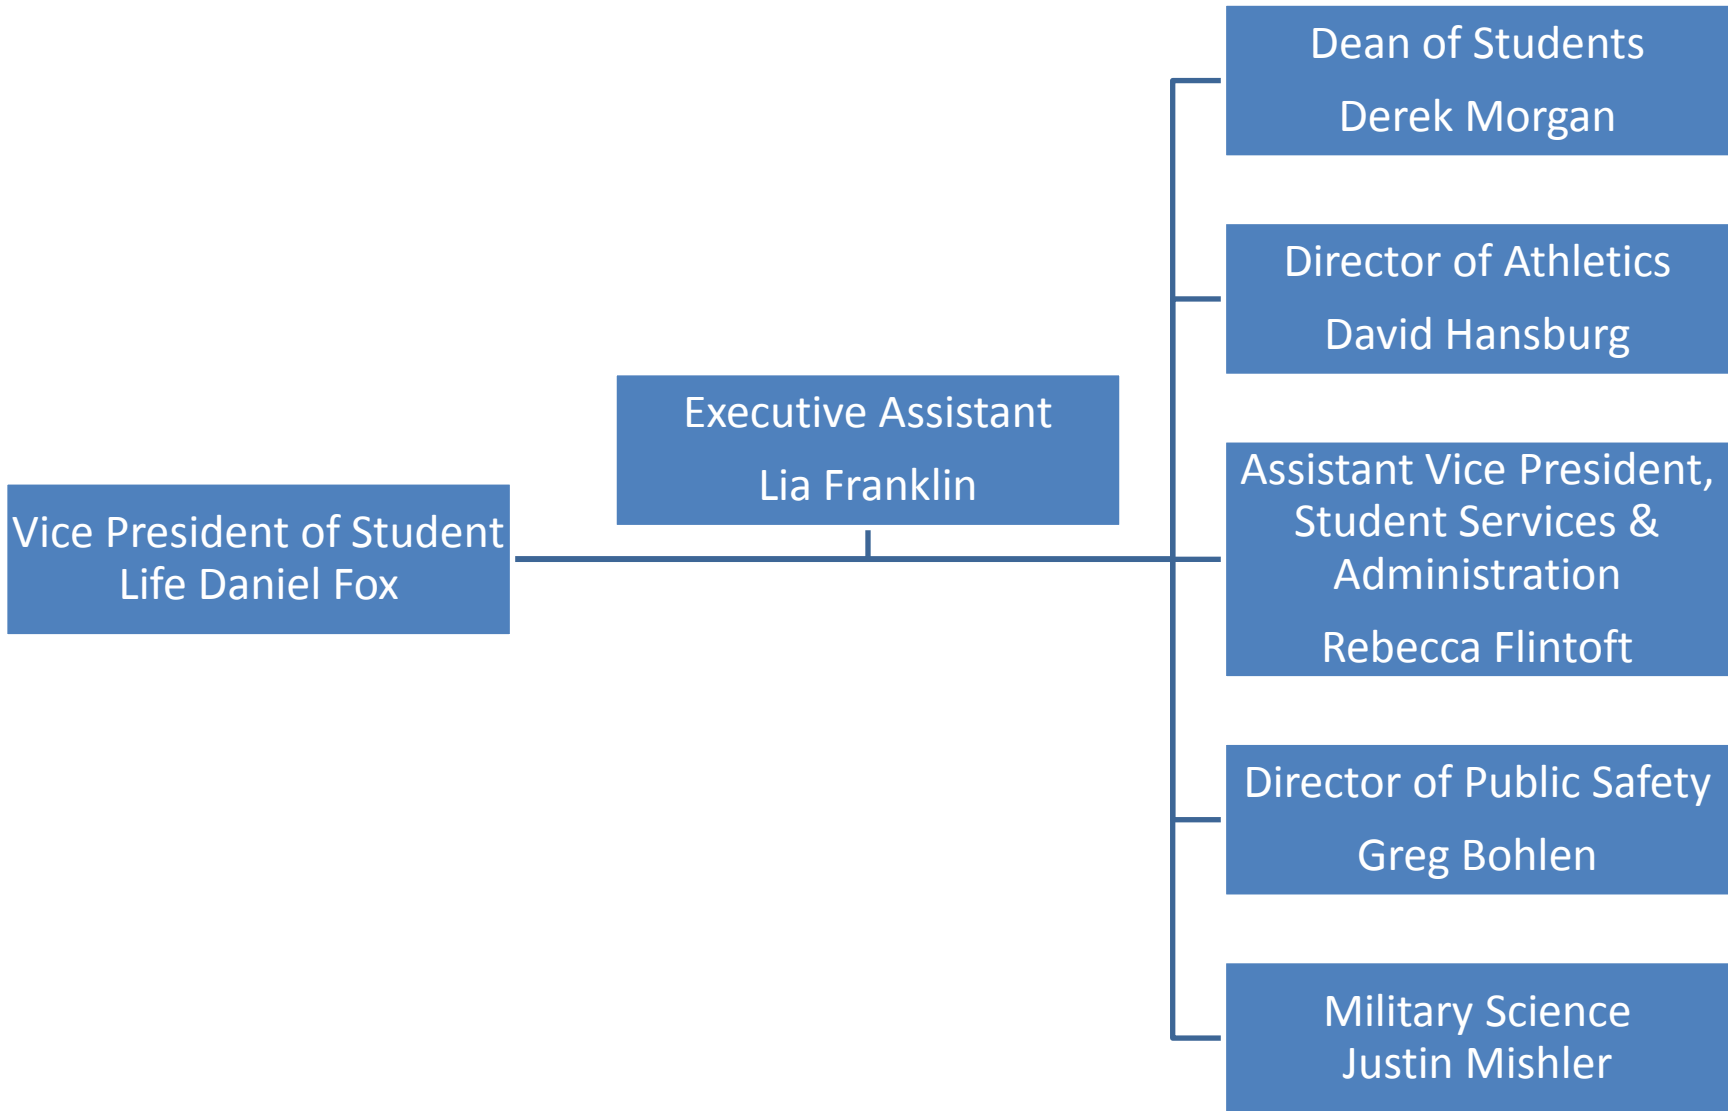 Vice President of Student
Life Daniel Fox
Executive Assistant
Lia Franklin
Dean of Students
Derek Morgan
Director of Athletics
David Hansburg
Assistant Vice President,
Student Services &
Administration
Rebecca Flintoft
Director of Public Safety
Greg Bohlen
Military Science
Justin Mishler